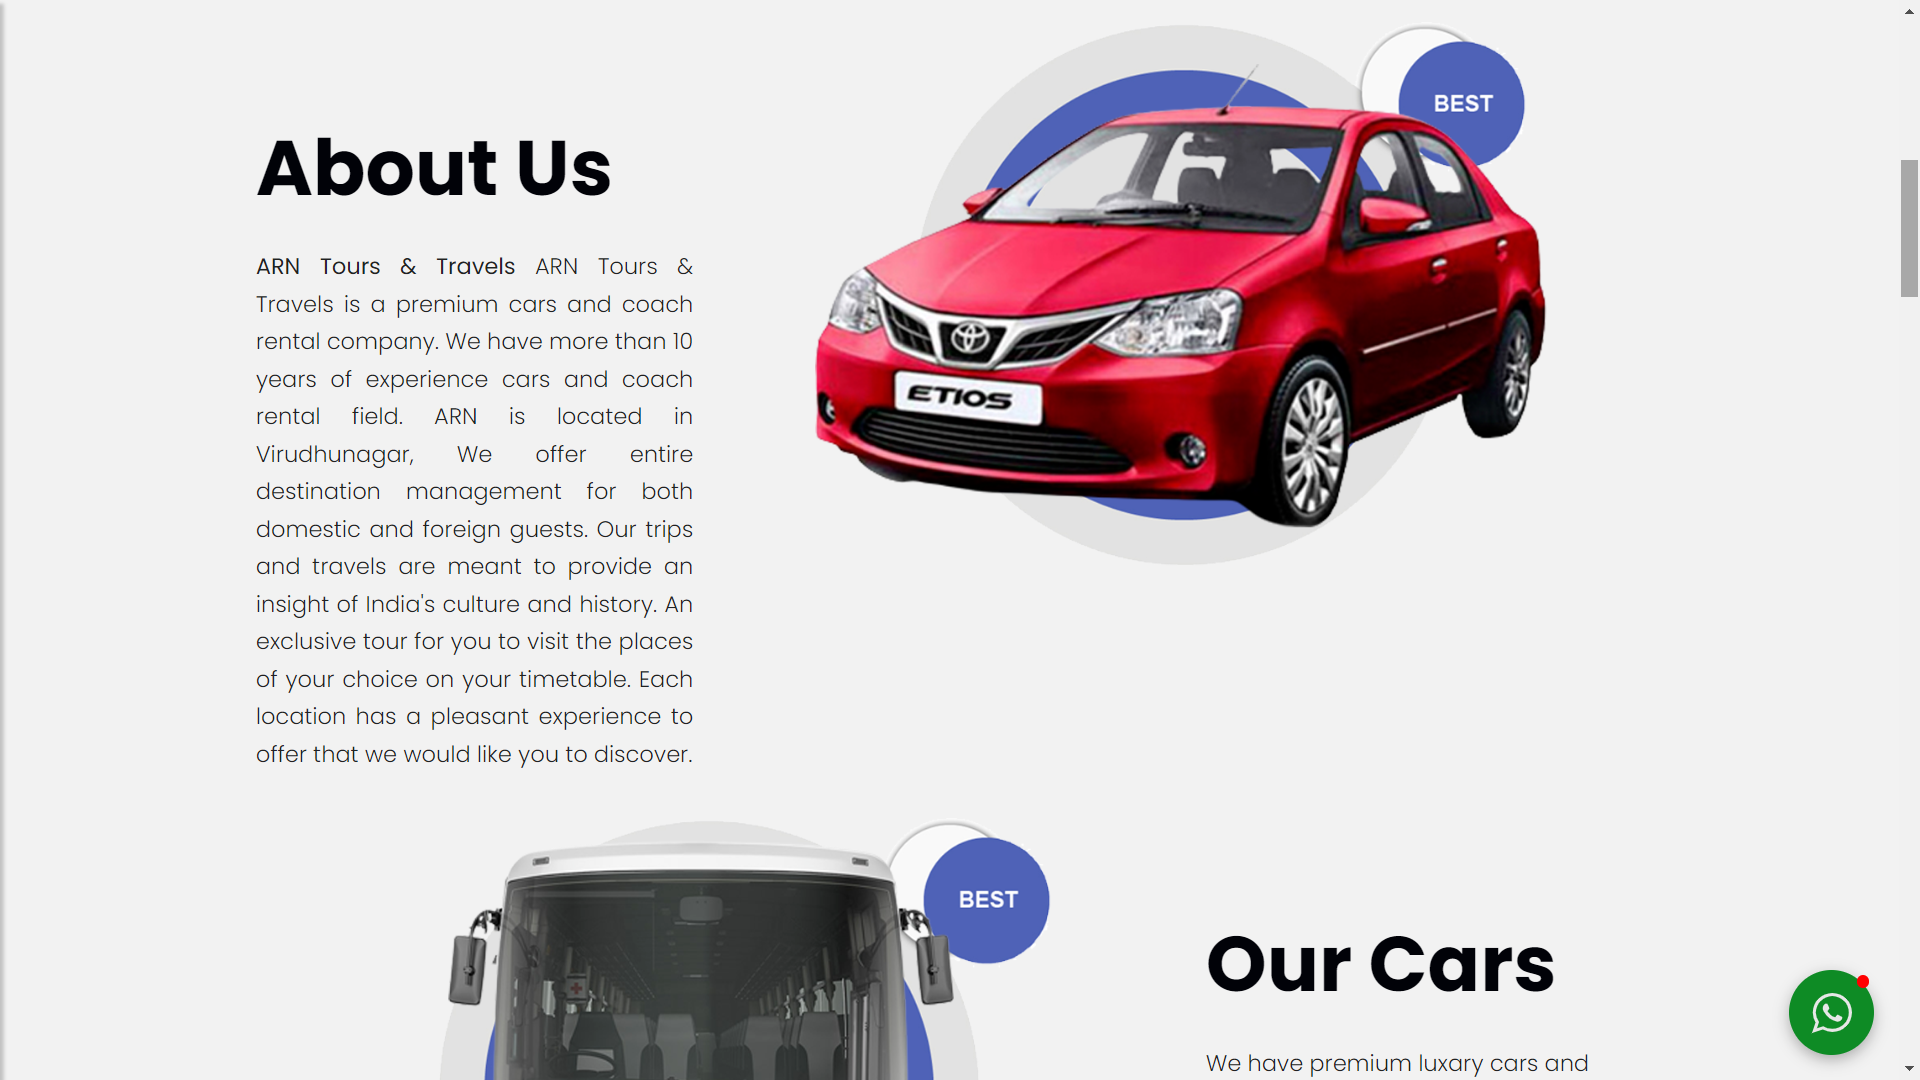 BEST
About Us
ETIOS
ARN Tours & Travels ARN Tours &
Travels is a premium cars and coach
rental company. We have more than 10
years of experience cars and coach
rental field. ARN is located in
Virudhunagar, We offer entire
destination management for both
domestic and foreign guests. Our trips
and travels are meant to provide an
insight of India's culture and history. An
exclusive tour for you to visit the places
of your choice on your timetable. Each
location has a pleasant experience to
offer that we would like you to discover.
BEST
Our Cars
We have premium luxary cars and